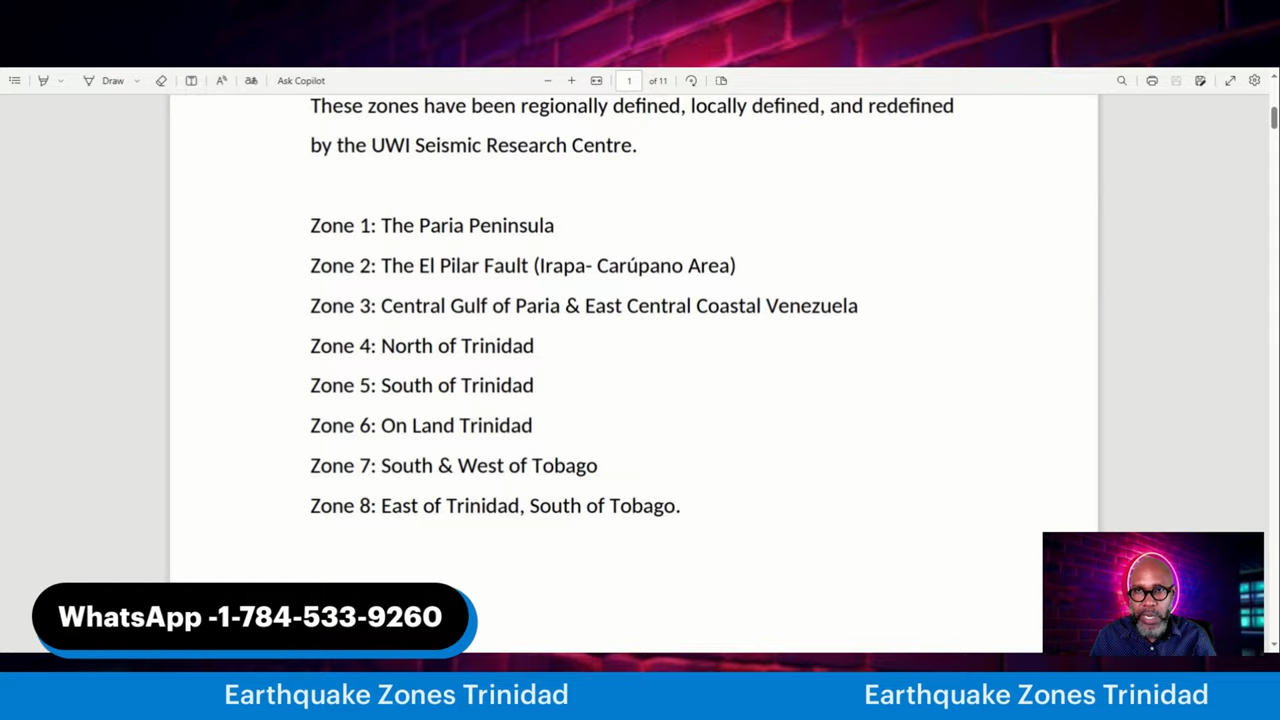 Draw
Ask Copilot
1 of 11
These zones have been regionally defined, locally defined, and redefined
by the UWI Seismic Research Centre.
Zone 1: The Paria Peninsula
Zone 2: The El Pilar Fault (Irapa- Carúpano Area)
Zone 3: Central Gulf of Paria & East Central Coastal Venezuela
Zone 4: North of Trinidad
Zone 5: South of Trinidad
Zone 6: On Land Trinidad
Zone 7: South & West of Tobago
Zone 8: East of Trinidad, South of Tobago.
WhatsApp -1-784-533-9260
Earthquake Zones Trinidad
Earthquake Zones Trinidad